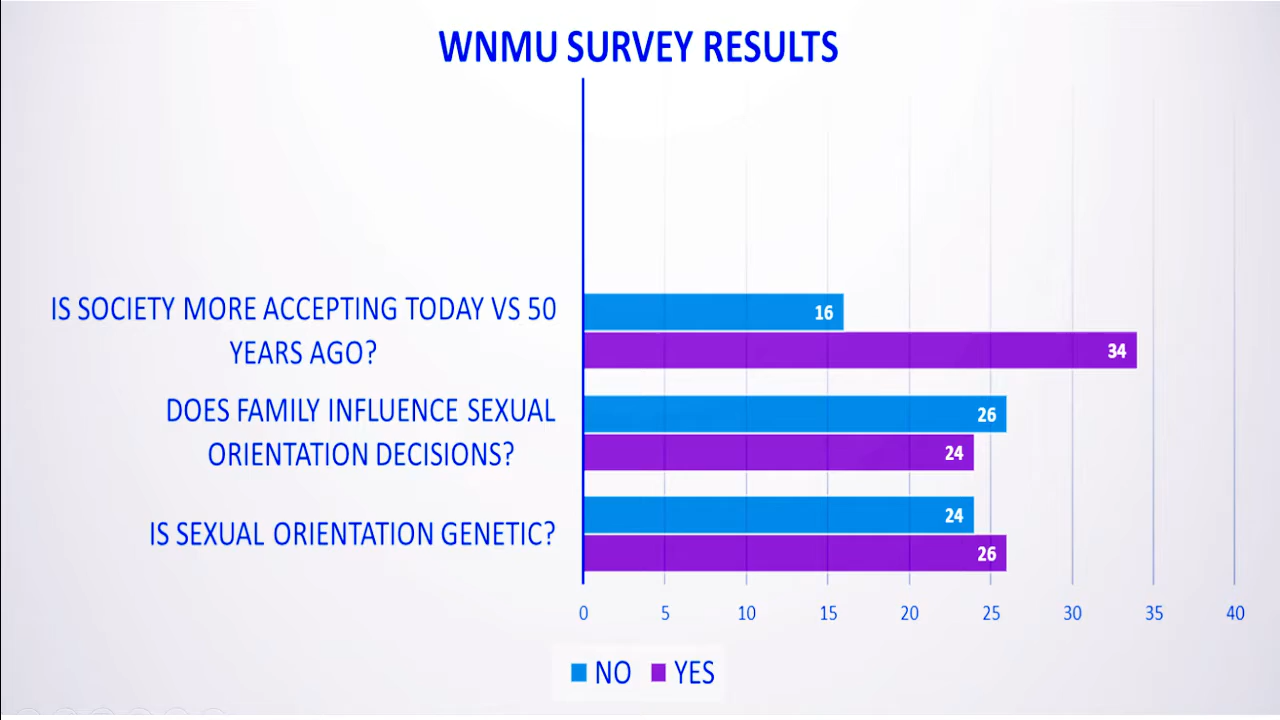 WNMU SURVEY RESULTS
IS SOCIETY MORE ACCEPTING TODAY VS 50
YEARS AGO?
16
34
DOES FAMILY INFLUENCE SEXUAL
ORIENTATION DECISIONS?
26
24
IS SEXUAL ORIENTATION GENETIC?
24
26
0 5 10 15 20 25 30 35 40
NO YES